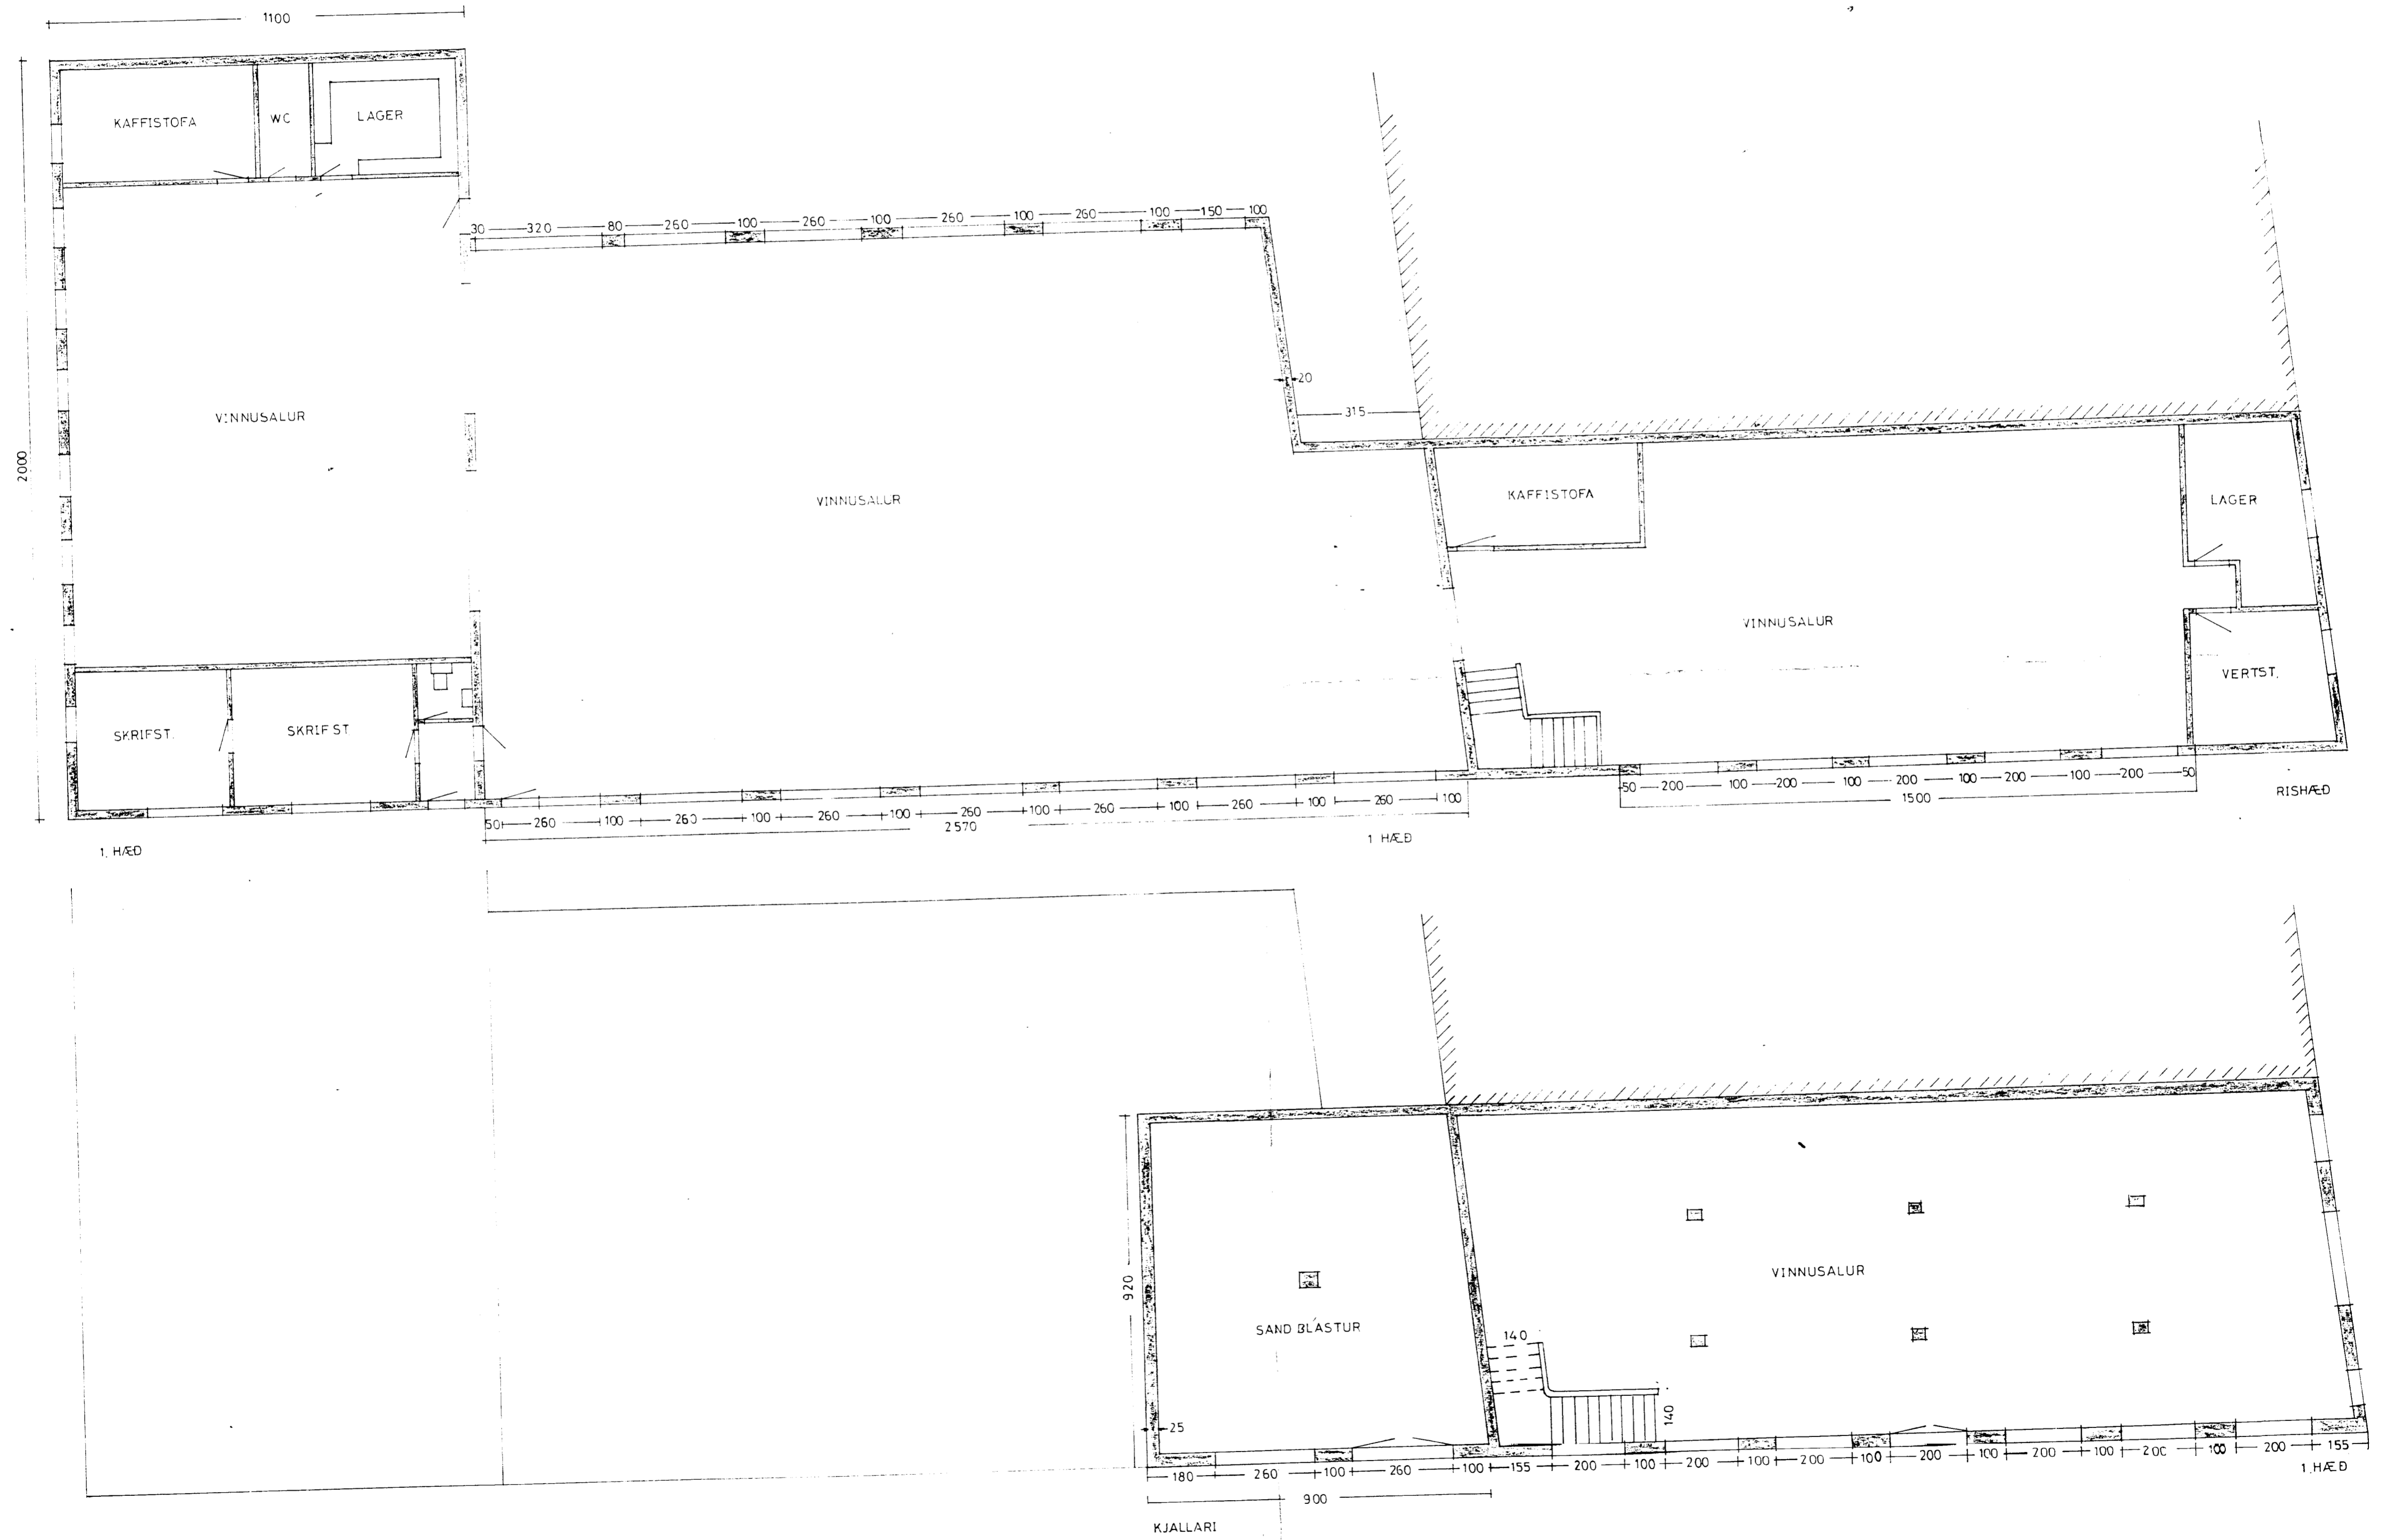 1100
KAFFISTOFA
WC
LAGER
30 320 80 260 100 260 100 260 100 260 100 150 100
20
315
2000
VINNUSALUR
VINNUSALUR
KAFFISTOFA
LAGER
VINNUSALUR
VERTST.
SKRIFST.
SKRIFST
50 260 100 260 100 260 100 260 100 260 100 260 100 260 100
2570
50 200 100 200 100 200 100 200 100 200 50
1500
RISHÆÐ
1. HÆÐ
1 HÆÐ
920
SAND BLÁSTUR
VINNUSALUR
140
140
25
180 260 100 260 100 155 200 100 200 100 200 100 200 100 200 100 200 100 200 155
900
1. HÆÐ
KJALLARI